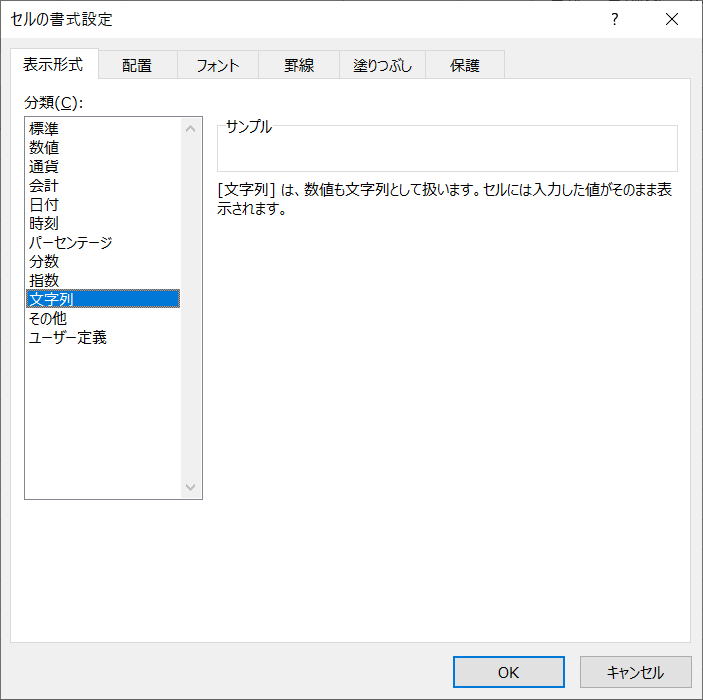 セルの書式設定
表示形式 配置 フォント 罫線 塗りつぶし 保護
分類(C):
標準
数値
通貨
会計
日付
時刻
パーセンテージ
分数
指数
文字列
その他
ユーザー定義
サンプル
[文字列] は、数値も文字列として扱います。セルには入力した値がそのまま表
示されます。
OK キャンセル